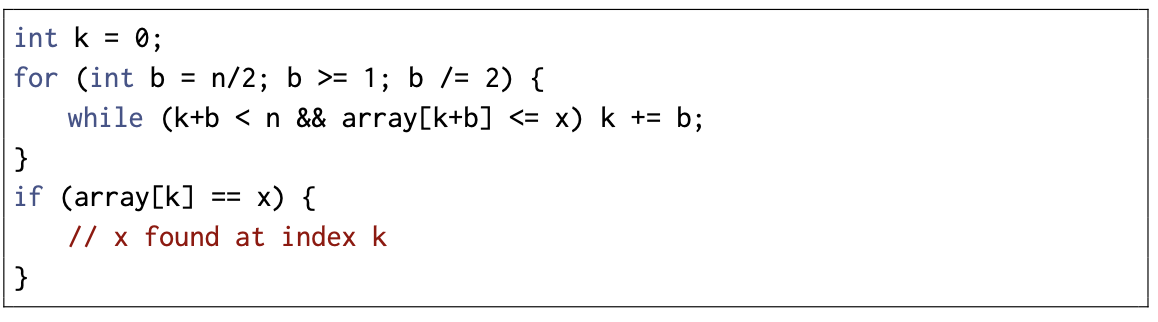 int k = 0;
for (int b = n/2; b >= 1; b /= 2) {
    while (k+b < n && array[k+b] <= x) k += b;
}
if (array[k] == x) {
    // x found at index k
}